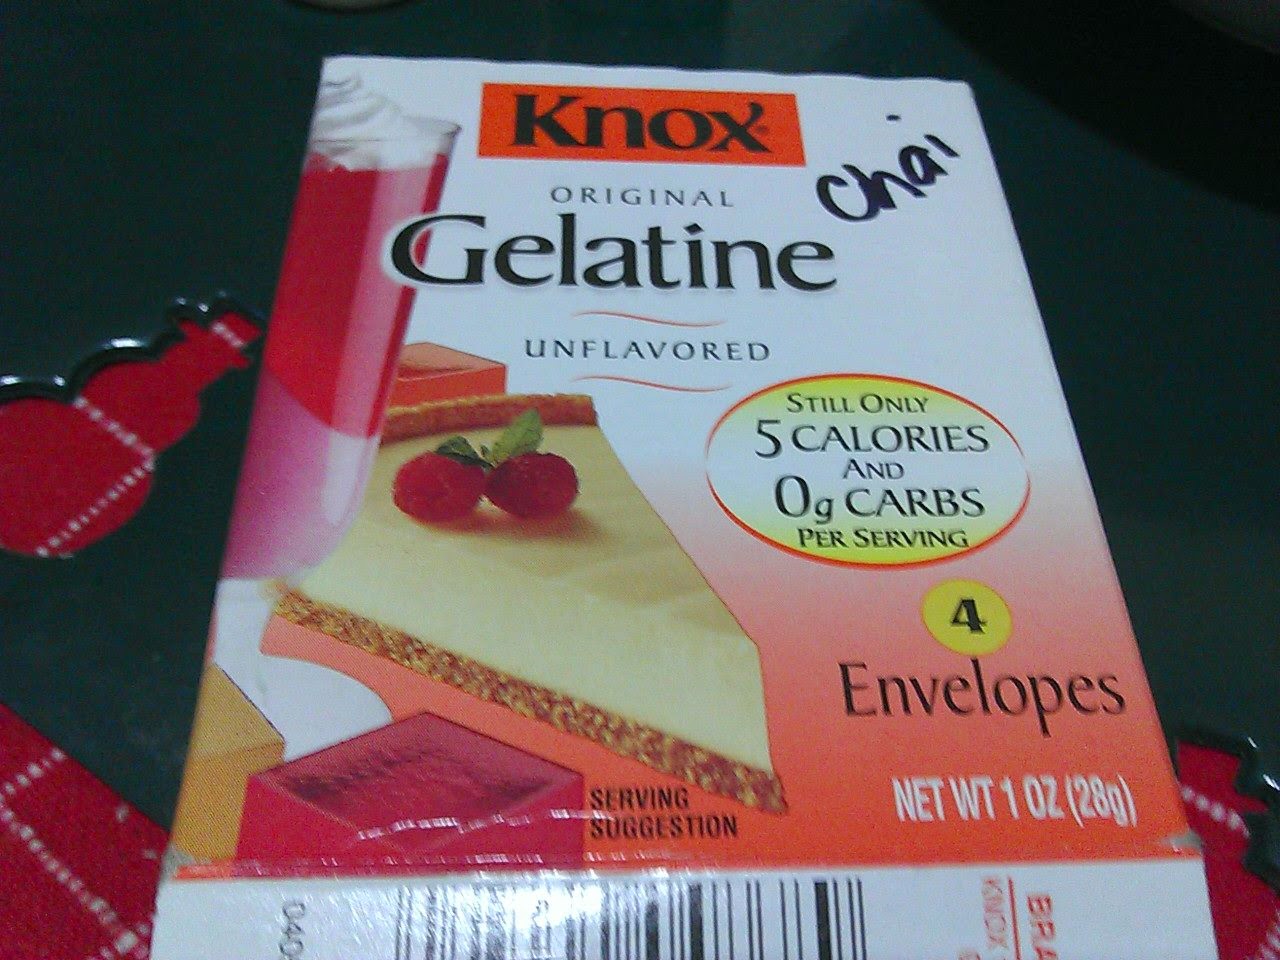 Knox
Chai
ORIGINAL
Gelatine
UNFLAVORED
STILL ONLY
5 CALORIES
AND
0g CARBS
PER SERVING
4
ENVELOPES
NET WT 1 OZ (28g)
SERVING
SUGGESTION
KNOX